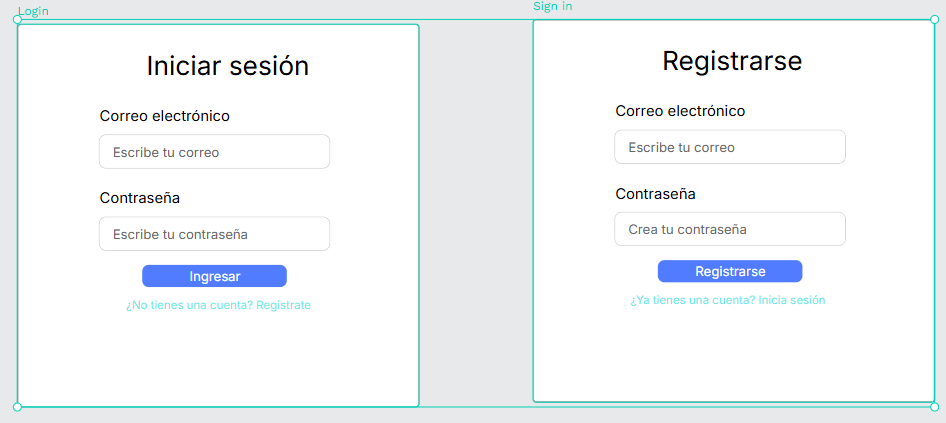 Login
Iniciar sesión
Correo electrónico
Escribe tu correo
Contraseña
Escribe tu contraseña
Ingresar
¿No tienes una cuenta? Regístrate
Sign in
Registrarse
Correo electrónico
Escribe tu correo
Contraseña
Crea tu contraseña
Registrarse
¿Ya tienes una cuenta? Inicia sesión